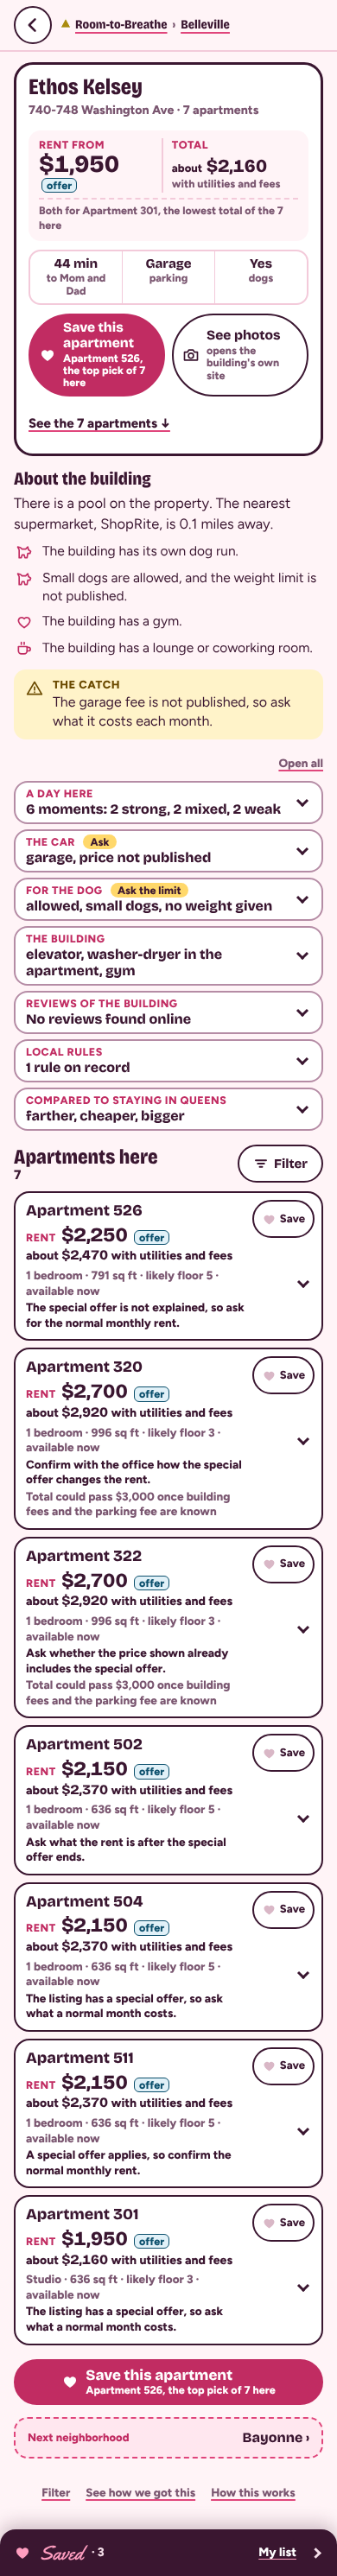 Room-to-Breathe › Belleville
Ethos Kelsey
740-748 Washington Ave · 7 apartments
RENT FROM
$1,950
offer
TOTAL
about $2,160
with utilities and fees
Both for Apartment 301, the lowest total of the 7
here
44 min
to Mom and
Dad
Garage
parking
Yes
dogs
Save this
apartment
Apartment 526,
the top pick of 7
here
See photos
opens the
building's own
site
See the 7 apartments ↓
About the building
There is a pool on the property. The nearest
supermarket, ShopRite, is 0.1 miles away.
The building has its own dog run.
Small dogs are allowed, and the weight limit is
not published.
The building has a gym.
The building has a lounge or coworking room.
THE CATCH
The garage fee is not published, so ask
what it costs each month.
Open all
A DAY HERE
6 moments: 2 strong, 2 mixed, 2 weak
THE CAR Ask
garage, price not published
FOR THE DOG Ask the limit
allowed, small dogs, no weight given
THE BUILDING
elevator, washer-dryer in the
apartment, gym
REVIEWS OF THE BUILDING
No reviews found online
LOCAL RULES
1 rule on record
COMPARED TO STAYING IN QUEENS
farther, cheaper, bigger
Apartments here
7
Filter
Apartment 526
Save
RENT $2,250 offer
about $2,470 with utilities and fees
1 bedroom · 791 sq ft · likely floor 5 ·
available now
The special offer is not explained, so ask
for the normal monthly rent.
Apartment 320
Save
RENT $2,700 offer
about $2,920 with utilities and fees
1 bedroom · 996 sq ft · likely floor 3 ·
available now
Confirm with the office how the special
offer changes the rent.
Total could pass $3,000 once building
fees and the parking fee are known
Apartment 322
Save
RENT $2,700 offer
about $2,920 with utilities and fees
1 bedroom · 996 sq ft · likely floor 3 ·
available now
Ask whether the price shown already
includes the special offer.
Total could pass $3,000 once building
fees and the parking fee are known
Apartment 502
Save
RENT $2,150 offer
about $2,370 with utilities and fees
1 bedroom · 636 sq ft · likely floor 5 ·
available now
Ask what the rent is after the special
offer ends.
Apartment 504
Save
RENT $2,150 offer
about $2,370 with utilities and fees
1 bedroom · 636 sq ft · likely floor 5 ·
available now
The listing has a special offer, so ask
what a normal month costs.
Apartment 511
Save
RENT $2,150 offer
about $2,370 with utilities and fees
1 bedroom · 636 sq ft · likely floor 5 ·
available now
A special offer applies, so confirm the
normal monthly rent.
Apartment 301
Save
RENT $1,950 offer
about $2,160 with utilities and fees
Studio · 636 sq ft · likely floor 3 ·
available now
The listing has a special offer, so ask
what a normal month costs.
Save this apartment
Apartment 526, the top pick of 7 here
Next neighborhood Bayonne ›
Filter See how we got this How this works
Saved · 3 My list